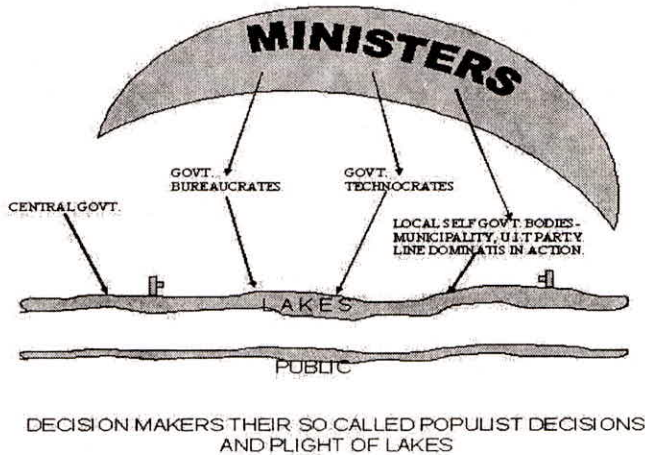 MINISTERS
GOVT.
BUREAUCRATES
GOVT.
TECHNOCRATES
CENTRAL GOVT.
LOCAL SELF GOVT. BODIES-
MUNICIPALITY, U.I.T PARTY
LINE DOMINATIS IN ACTION.
LAKES
PUBLIC
DECISION MAKERS THEIR SO CALLED POPULIST DECISIONS
AND PLIGHT OF LAKES